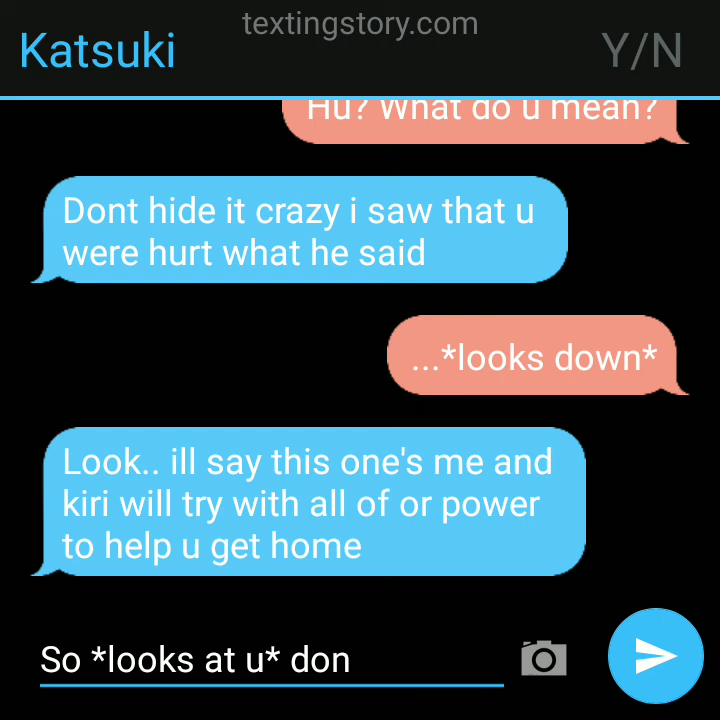 textingstory.com
Katsuki
Y/N
Hu? What do u mean?
Dont hide it crazy i saw that u
were hurt what he said
...*looks down*
Look.. ill say this one's me and
kiri will try with all of or power
to help u get home
So *looks at u* don